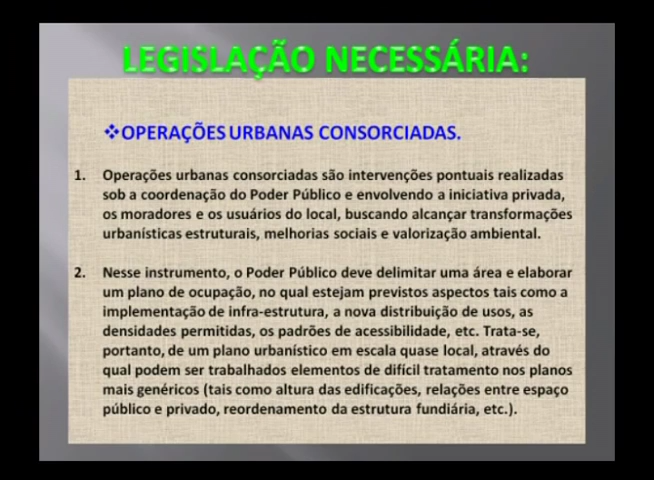 LEGISLAÇÃO NECESSÁRIA:
❖OPERAÇÕES URBANAS CONSORCIADAS.
1. Operações urbanas consorciadas são intervenções pontuais realizadas
sob a coordenação do Poder Público e envolvendo a iniciativa privada,
os moradores e os usuários do local, buscando alcançar transformações
urbanísticas estruturais, melhorias sociais e valorização ambiental.
2. Nesse instrumento, o Poder Público deve delimitar uma área e elaborar
um plano de ocupação, no qual estejam previstos aspectos tais como a
implementação de infra-estrutura, a nova distribuição de usos, as
densidades permitidas, os padrões de acessibilidade, etc. Trata-se,
portanto, de um plano urbanístico em escala quase local, através do
qual podem ser trabalhados elementos de difícil tratamento nos planos
mais genéricos (tais como altura das edificações, relações entre espaço
público e privado, reordenamento da estrutura fundiária, etc.).